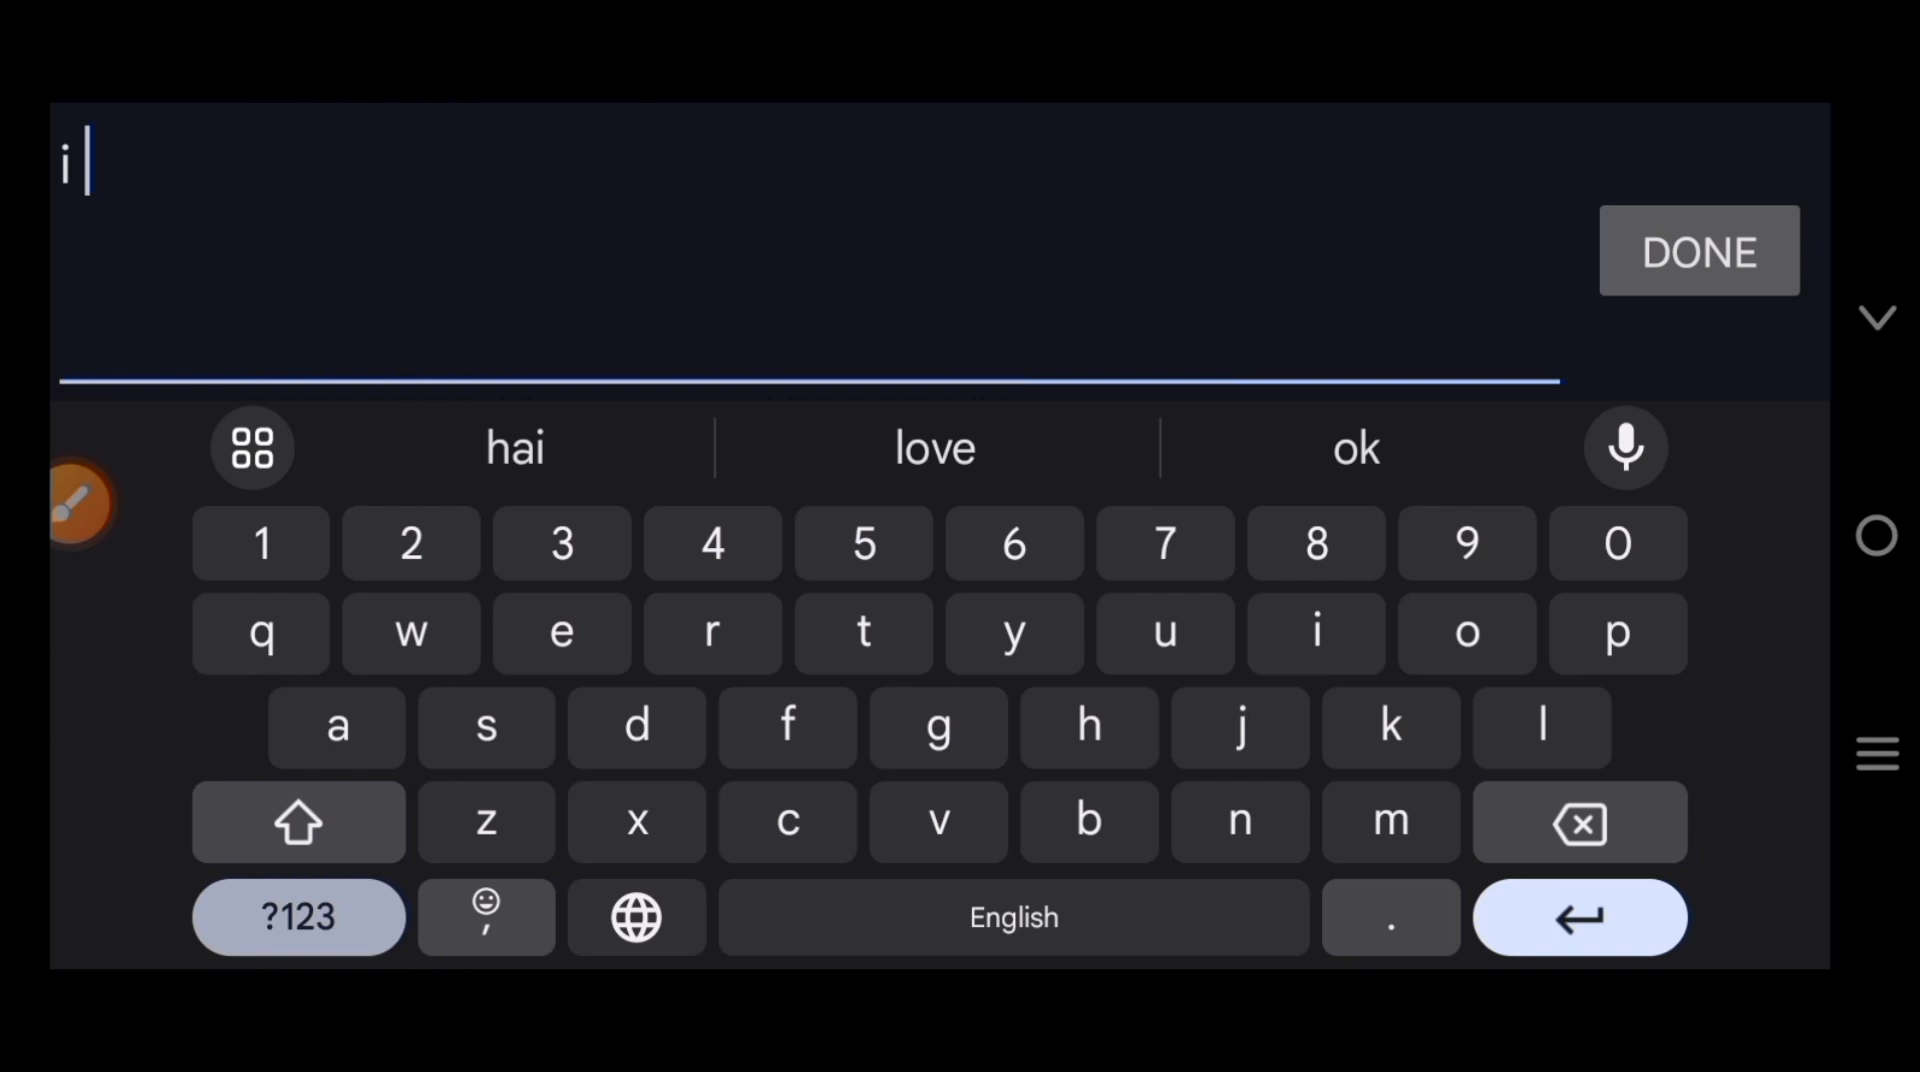 i
DONE
hai love ok
1 2 3 4 5 6 7 8 9 0
q w e r t y u i o p
a s d f g h j k l
z x c v b n m
?123 , English .